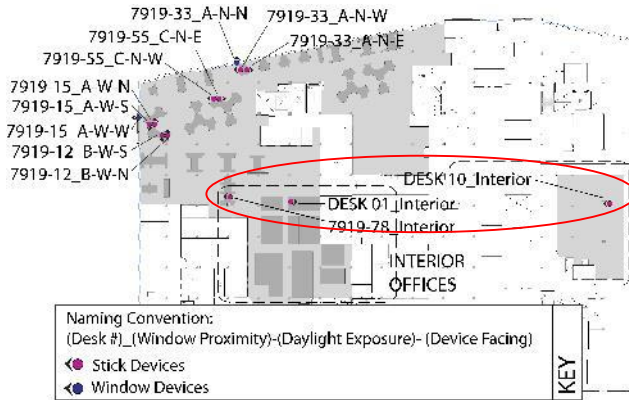 7919-33_A-N-N
7919-33_A-N-W
7919-55_C-N-E
7919-33_A-N-E
7919-55_C-N-W
7919 15_A W N
7919-15_A-W-S
7919-15 A-W-W
7919-12 B-W-S
7919-12_B-W-N
DESK 10_Interior
DESK 01_Interior
7919-78_Interior
INTERIOR
OFFICES
Naming Convention:
(Desk #)_(Window Proximity)-(Daylight Exposure)- (Device Facing)
Stick Devices
Window Devices
KEY